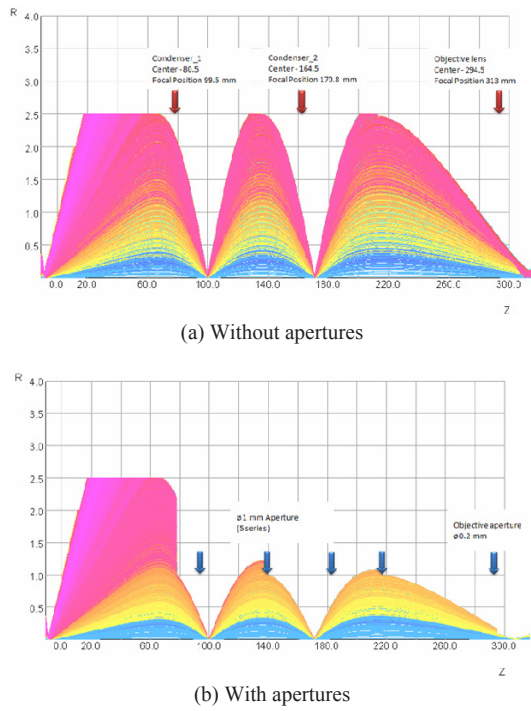 R
4.0
Condenser_1
Center - 80.5
Focal Position 99.5 mm
Condenser_2
Center - 164.5
Focal Position 170.8 mm
Objective lens
Center - 294.5
Focal Position 313 mm
3.5
3.0
2.5
2.0
1.5
1.0
0.5
0.0 20.0 60.0 100.0 140.0 180.0 220.0 260.0 300.0
Z
(a) Without apertures
R
4.0
3.5
3.0
2.5
2.0
1.5
1.0
0.5
ø1 mm Aperture
(5series)
Objective aperture
ø0.2 mm
0.0 20.0 60.0 100.0 140.0 180.0 220.0 260.0 300.0
Z
(b) With apertures